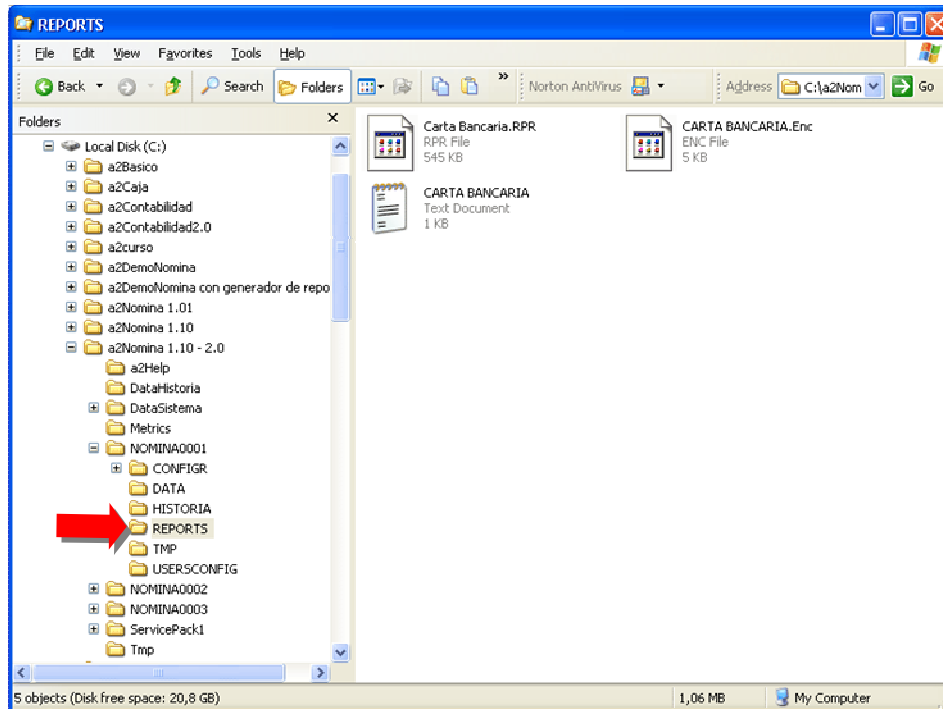 REPORTS
File Edit View Favorites Tools Help
Back Search Folders » Norton AntiVirus Address C:\a2Nom Go
Folders x
Local Disk (C:)
a2Basico
a2Caja
a2Contabilidad
a2Contabilidad2.0
a2curso
a2DemoNomina
a2DemoNomina con generador de repo
a2Nomina 1.01
a2Nomina 1.10
a2Nomina 1.10 - 2.0
a2Help
DataHistoria
DataSistema
Metrics
NOMINA0001
CONFIGR
DATA
HISTORIA
REPORTS
TMP
USERSCONFIG
NOMINA0002
NOMINA0003
ServicePack1
Tmp
Carta Bancaria.RPR
RPR File
545 KB
CARTA BANCARIA.Enc
ENC File
5 KB
CARTA BANCARIA
Text Document
1 KB
5 objects (Disk free space: 20,8 GB) 1,06 MB My Computer